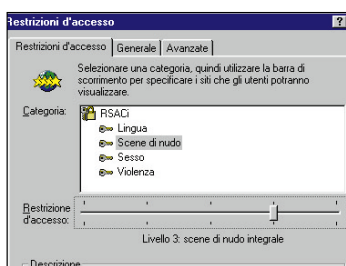 Restrizioni d'accesso
Restrizioni d'accesso Generale Avanzate
Selezionare una categoria, quindi utilizzare la barra di
scorrimento per specificare i siti che gli utenti potranno
visualizzare.
Categoria:
RSACi
Lingua
Scene di nudo
Sesso
Violenza
Restrizione
d'accesso:
Livello 3: scene di nudo integrale
Descrizione